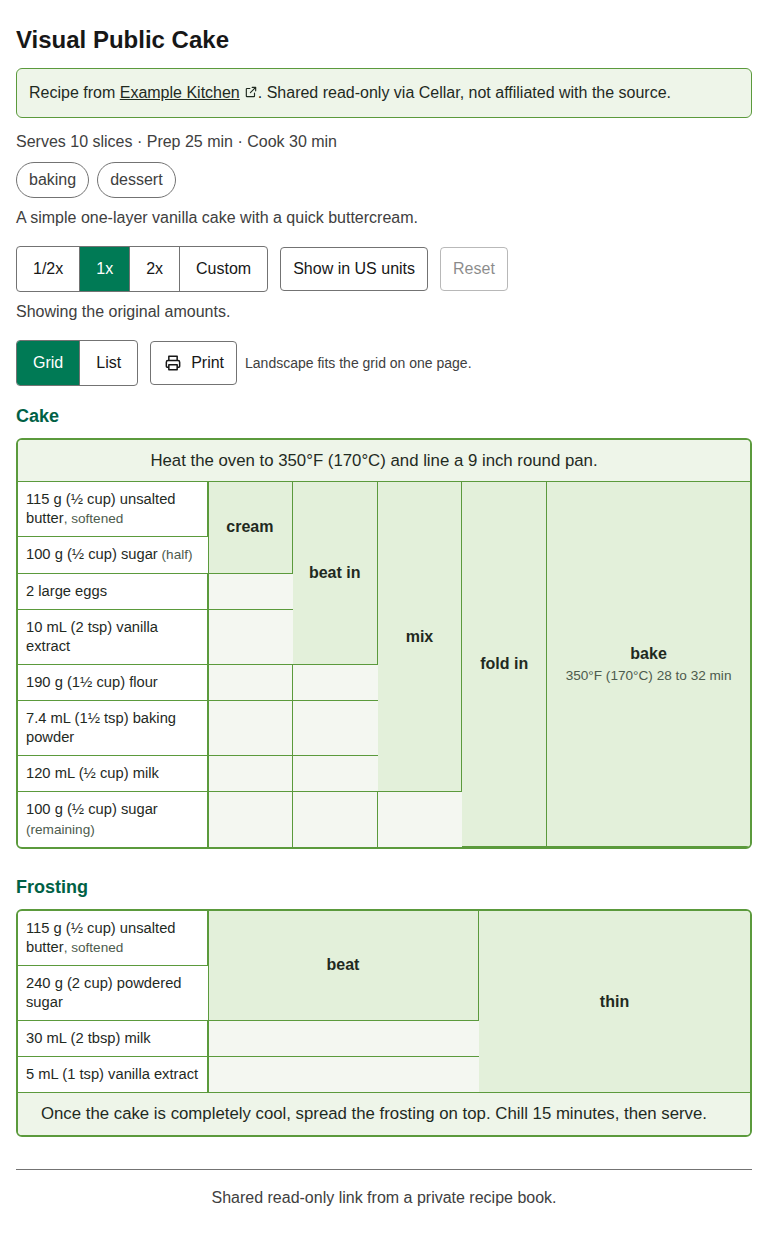 Visual Public Cake
Recipe from Example Kitchen. Shared read-only via Cellar, not affiliated with the source.
Serves 10 slices · Prep 25 min · Cook 30 min
baking
dessert
A simple one-layer vanilla cake with a quick buttercream.
1/2x
1x
2x
Custom
Show in US units
Reset
Showing the original amounts.
Grid
List
Print
Landscape fits the grid on one page.
Cake
Heat the oven to 350°F (170°C) and line a 9 inch round pan.
115 g (½ cup) unsalted
butter, softened
cream
100 g (½ cup) sugar (half)
beat in
2 large eggs
10 mL (2 tsp) vanilla
extract
mix
fold in
bake
350°F (170°C) 28 to 32 min
190 g (1½ cup) flour
7.4 mL (1½ tsp) baking
powder
120 mL (½ cup) milk
100 g (½ cup) sugar
(remaining)
Frosting
115 g (½ cup) unsalted
butter, softened
beat
240 g (2 cup) powdered
sugar
thin
30 mL (2 tbsp) milk
5 mL (1 tsp) vanilla extract
Once the cake is completely cool, spread the frosting on top. Chill 15 minutes, then serve.
Shared read-only link from a private recipe book.